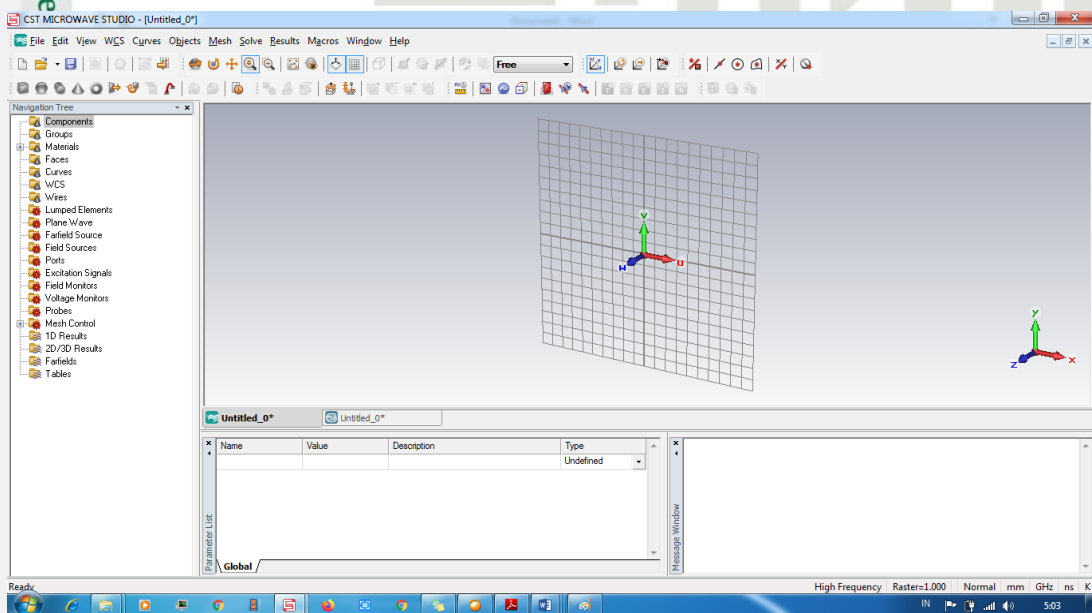 CST MICROWAVE STUDIO - [Untitled_0*]
File Edit View WCS Curves Objects Mesh Solve Results Macros Window Help
Free
Navigation Tree
Components
Groups
Materials
Faces
Curves
WCS
Wires
Lumped Elements
Plane Wave
Farfield Source
Field Sources
Ports
Excitation Signals
Field Monitors
Voltage Monitors
Probes
Mesh Control
1D Results
2D/3D Results
Farfields
Tables
V
U
W
y
x
z
Untitled_0* Untitled_0*
Name Value Description Type
Undefined
Parameter List
Global
Message Window
Ready
High Frequency Raster=1.000 Normal mm GHz ns K
IN 5:03